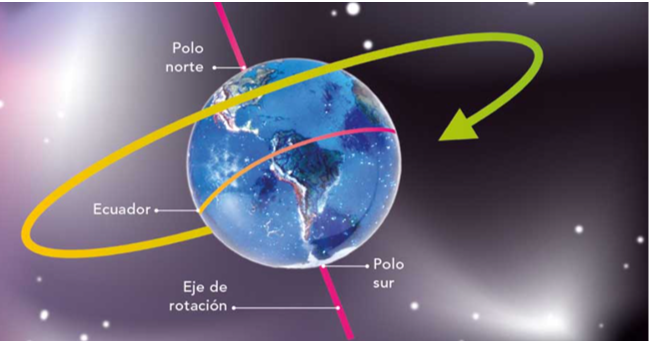 Polo
norte
Ecuador
Polo
sur
Eje de
rotación